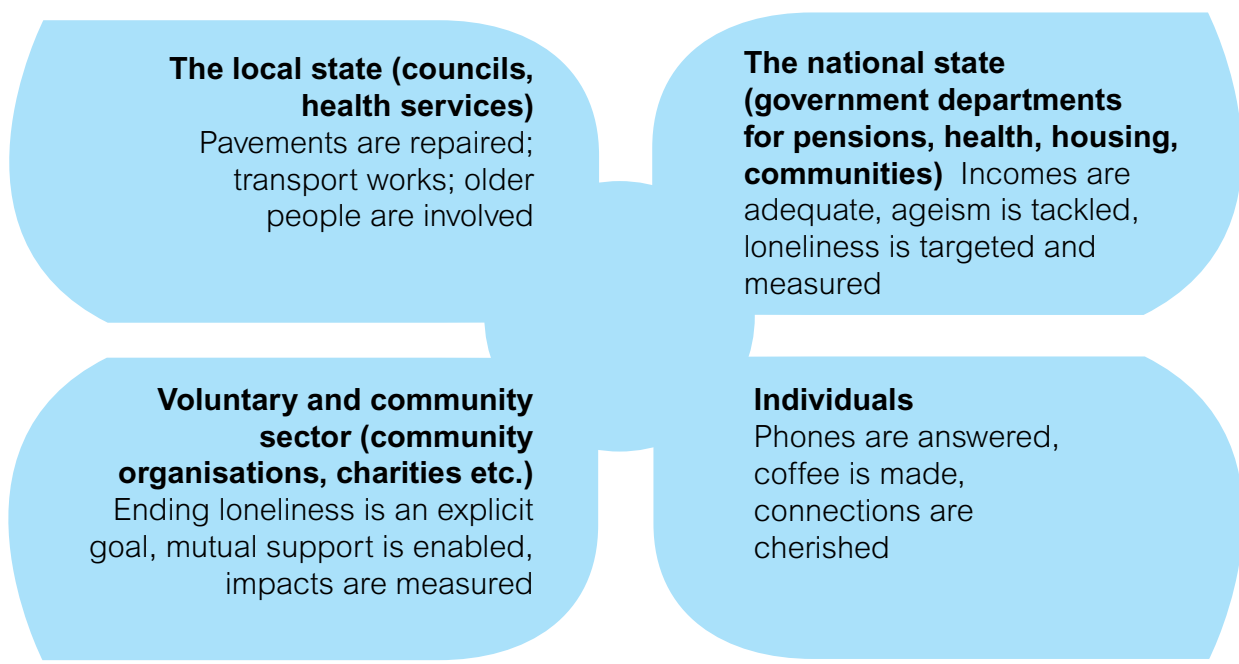 The local state (councils,
health services)
Pavements are repaired;
transport works; older
people are involved
The national state
(government departments
for pensions, health, housing,
communities) Incomes are
adequate, ageism is tackled,
loneliness is targeted and
measured
Voluntary and community
sector (community
organisations, charities etc.)
Ending loneliness is an explicit
goal, mutual support is enabled,
impacts are measured
Individuals
Phones are answered,
coffee is made,
connections are
cherished